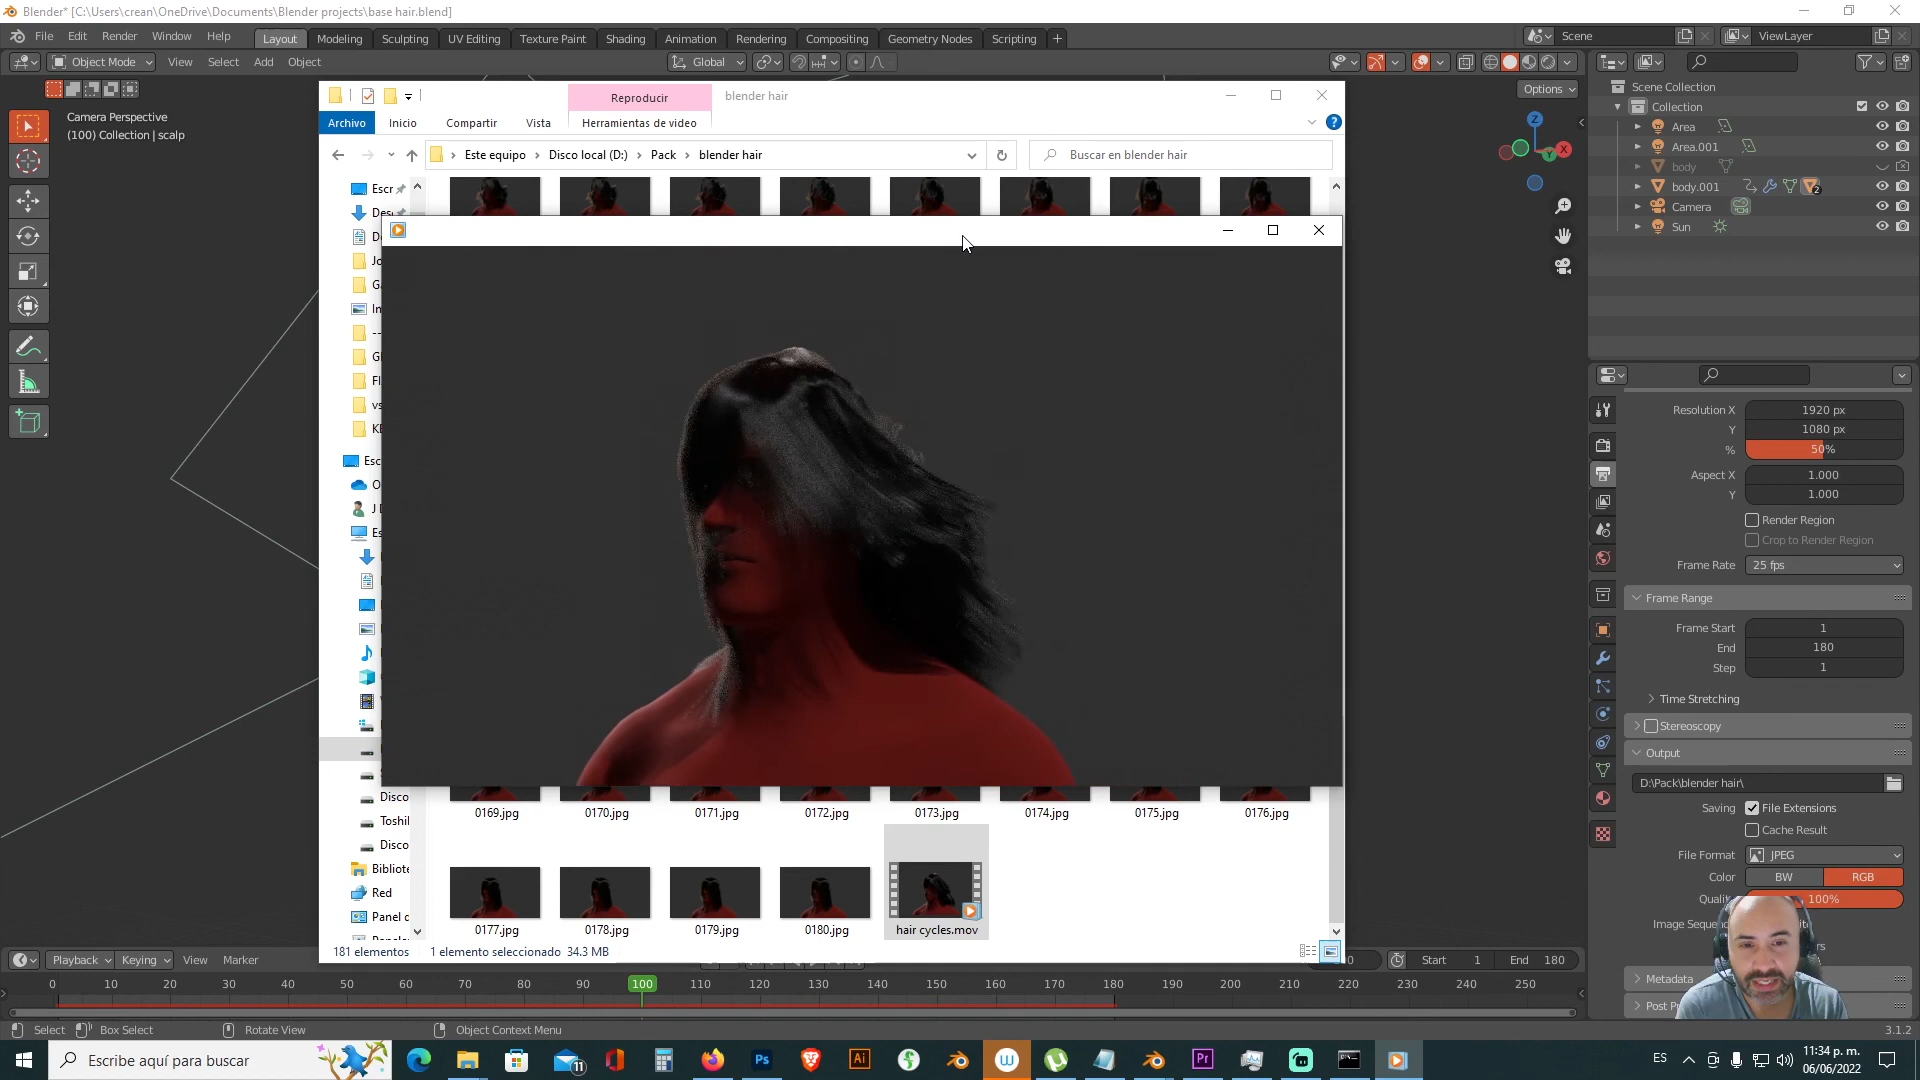 Blender* [C:\Users\crean\OneDrive\Documents\Blender projects\base hair.blend]
File Edit Render Window Help
Layout Modeling Sculpting UV Editing Texture Paint Shading Animation Rendering Compositing Geometry Nodes Scripting
Scene ViewLayer
Object Mode View Select Add Object
Global
Options
Camera Perspective
(100) Collection | scalp
Reproducir blender hair
Archivo Inicio Compartir Vista Herramientas de video
Este equipo Disco local (D:) Pack blender hair
Buscar en blender hair
Escr
Red
Panel
Disco
Toshil
Disco
0169.jpg 0170.jpg 0171.jpg 0172.jpg 0173.jpg 0174.jpg 0175.jpg 0176.jpg
0177.jpg 0178.jpg 0179.jpg 0180.jpg hair cycles.mov
181 elementos 1 elemento seleccionado 34.3 MB
Scene Collection
Collection
Area
Area.001
body
body.001
2
Camera
Sun
X
Y
Z
Resolution X 1920 px
Y 1080 px
% 50%
Aspect X 1.000
Y 1.000
Render Region
Crop to Render Region
Frame Rate 25 fps
Frame Range
Frame Start 1
End 180
Step 1
Time Stretching
Stereoscopy
Output
D:\Pack\blender hair\
Saving File Extensions
Cache Result
File Format JPEG
Color BW RGB
100%
Image Sequen
Metadata
Post P
Playback Keying View Marker
Start 1 End 180
0 10 20 30 40 50 60 70 80 90 100 110 120 130 140 150 160 170 180 190 200 210 220 230 240 250
Select Box Select Rotate View Object Context Menu
3.1.2
Escribe aquí para buscar
11
ES
11:34 p. m.
06/06/2022